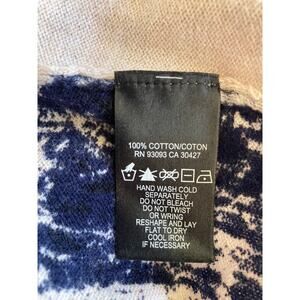 100% COTTON/COTON
RN 93093 CA 30427
HAND WASH COLD
SEPARATELY
DO NOT BLEACH
DO NOT TWIST
OR WRING
RESHAPE AND LAY
FLAT TO DRY
COOL IRON
IF NECESSARY